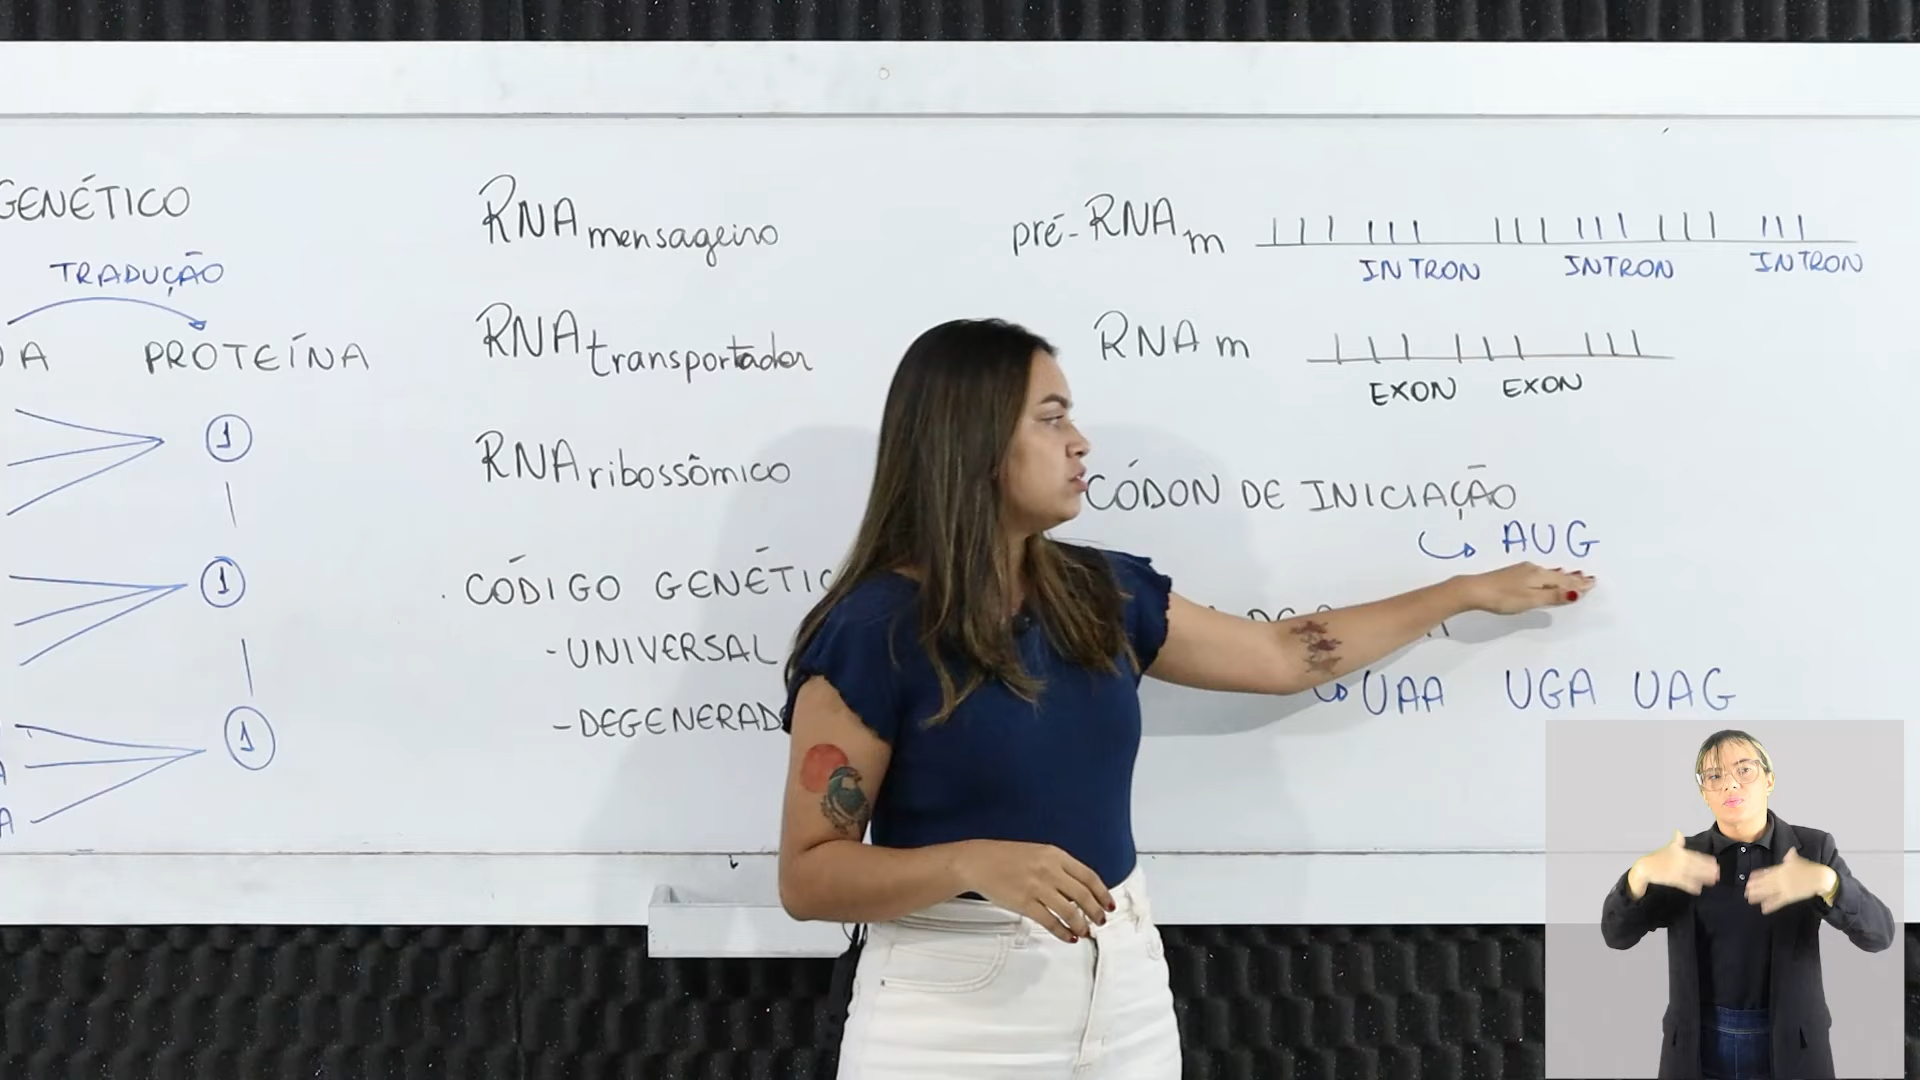 GENÉTICO
TRADUÇÃO
PROTEÍNA
1
1
1
RNA mensageiro
RNA transportador
RNA ribossômico
CÓDIGO GENÉTIC
- UNIVERSAL
- DEGENERAD
pré-RNA m
INTRON INTRON INTRON
RNA m
EXON EXON
CÓDON DE INICIAÇÃO
↳ AUG
↳ UAA UGA UAG